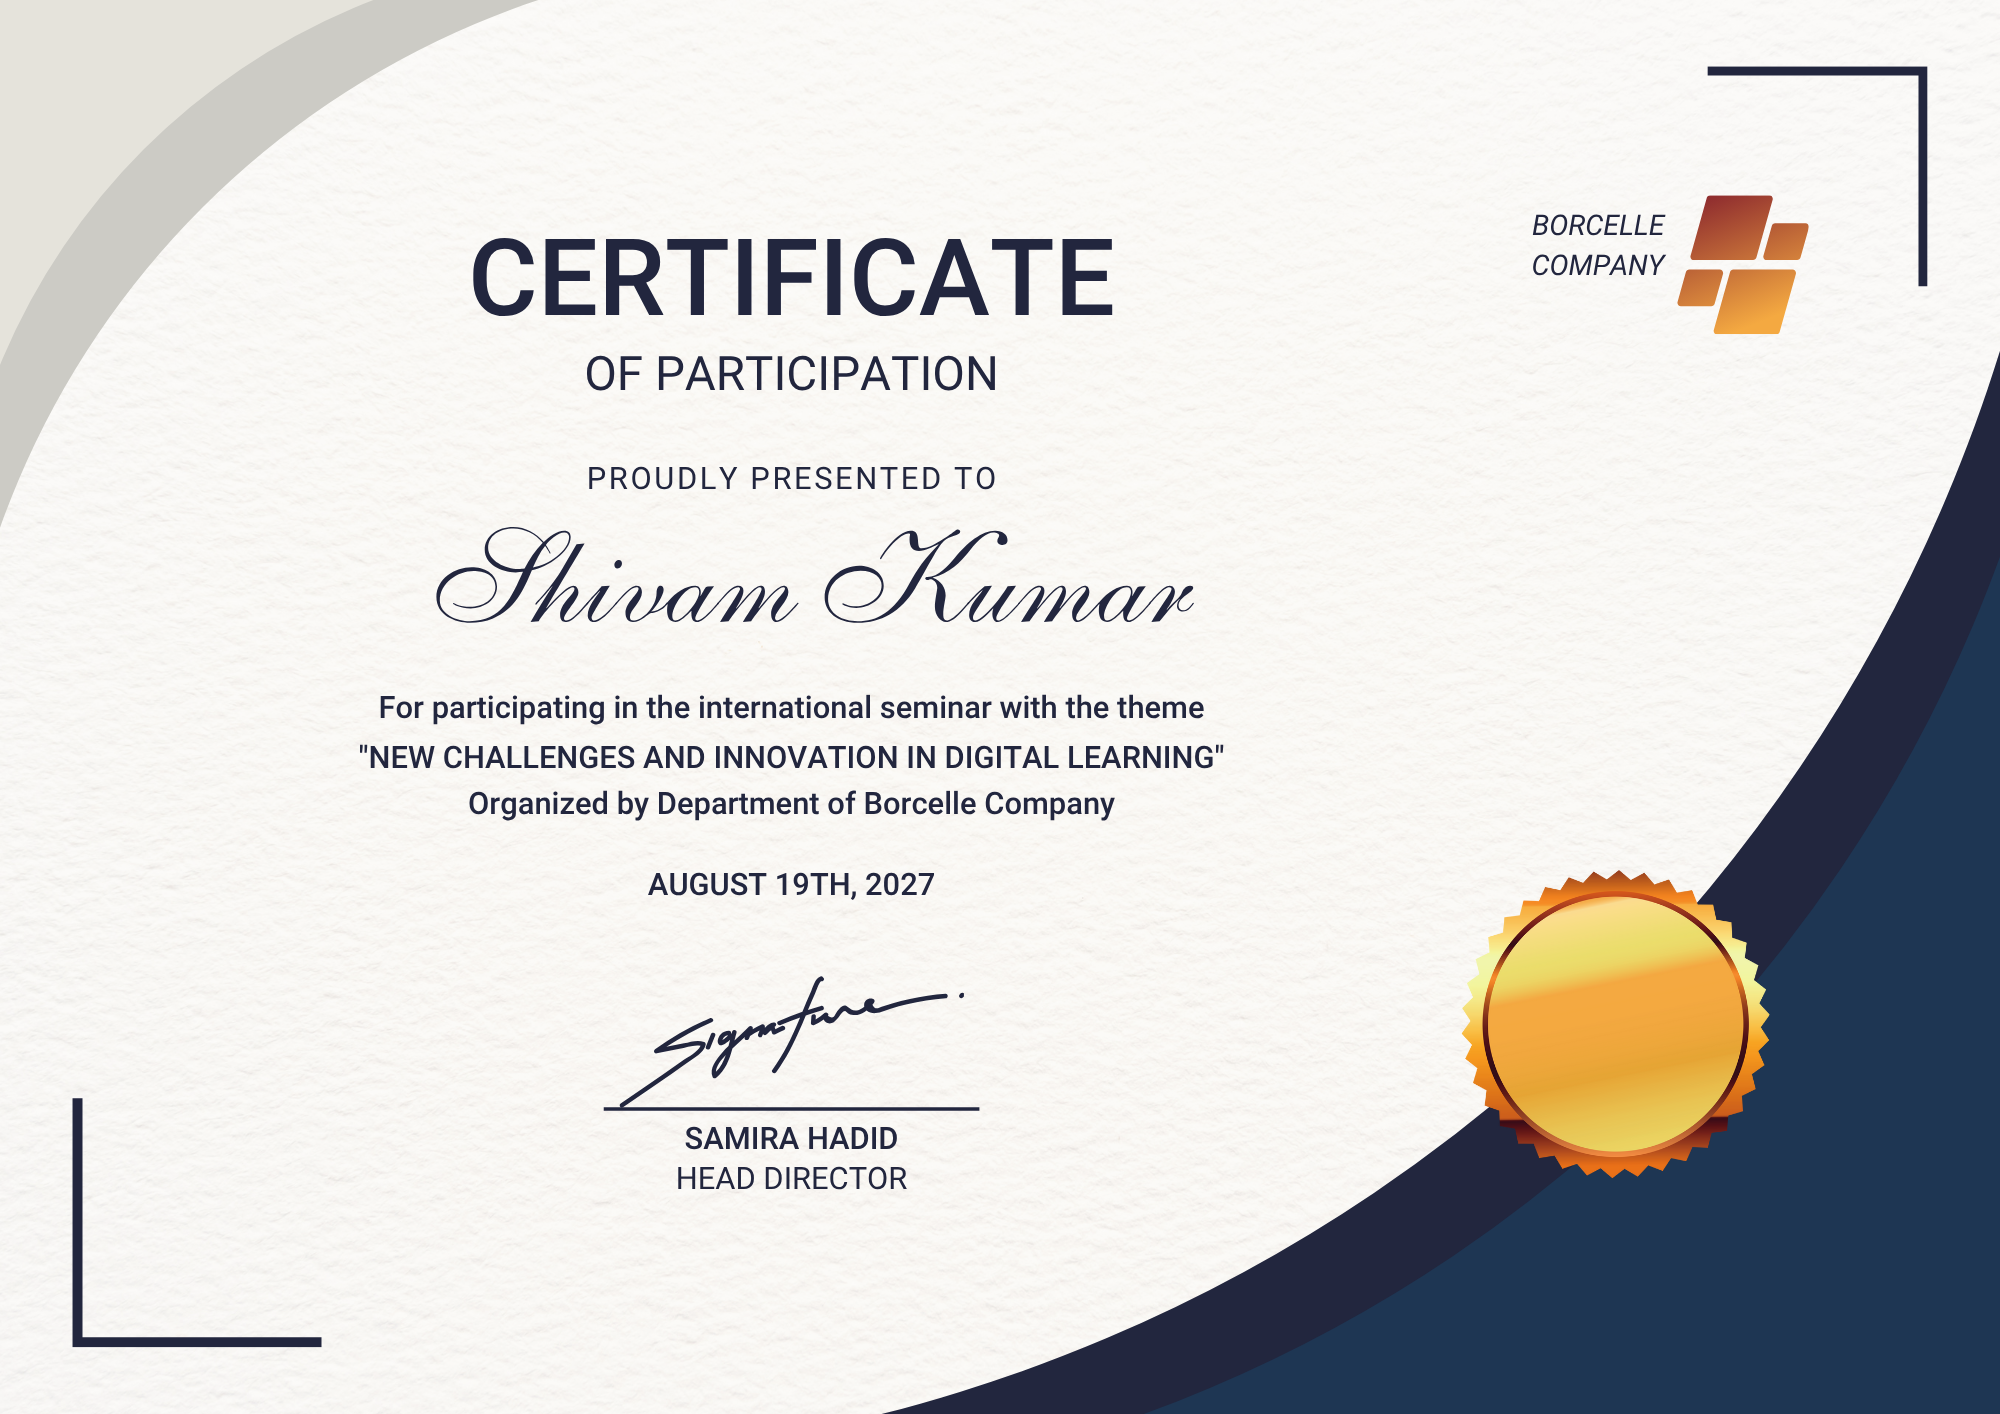 BORCELLE
COMPANY
CERTIFICATE
OF PARTICIPATION
PROUDLY PRESENTED TO
Shivam Kumar
For participating in the international seminar with the theme
"NEW CHALLENGES AND INNOVATION IN DIGITAL LEARNING"
Organized by Department of Borcelle Company
AUGUST 19TH, 2027
Signature
SAMIRA HADID
HEAD DIRECTOR